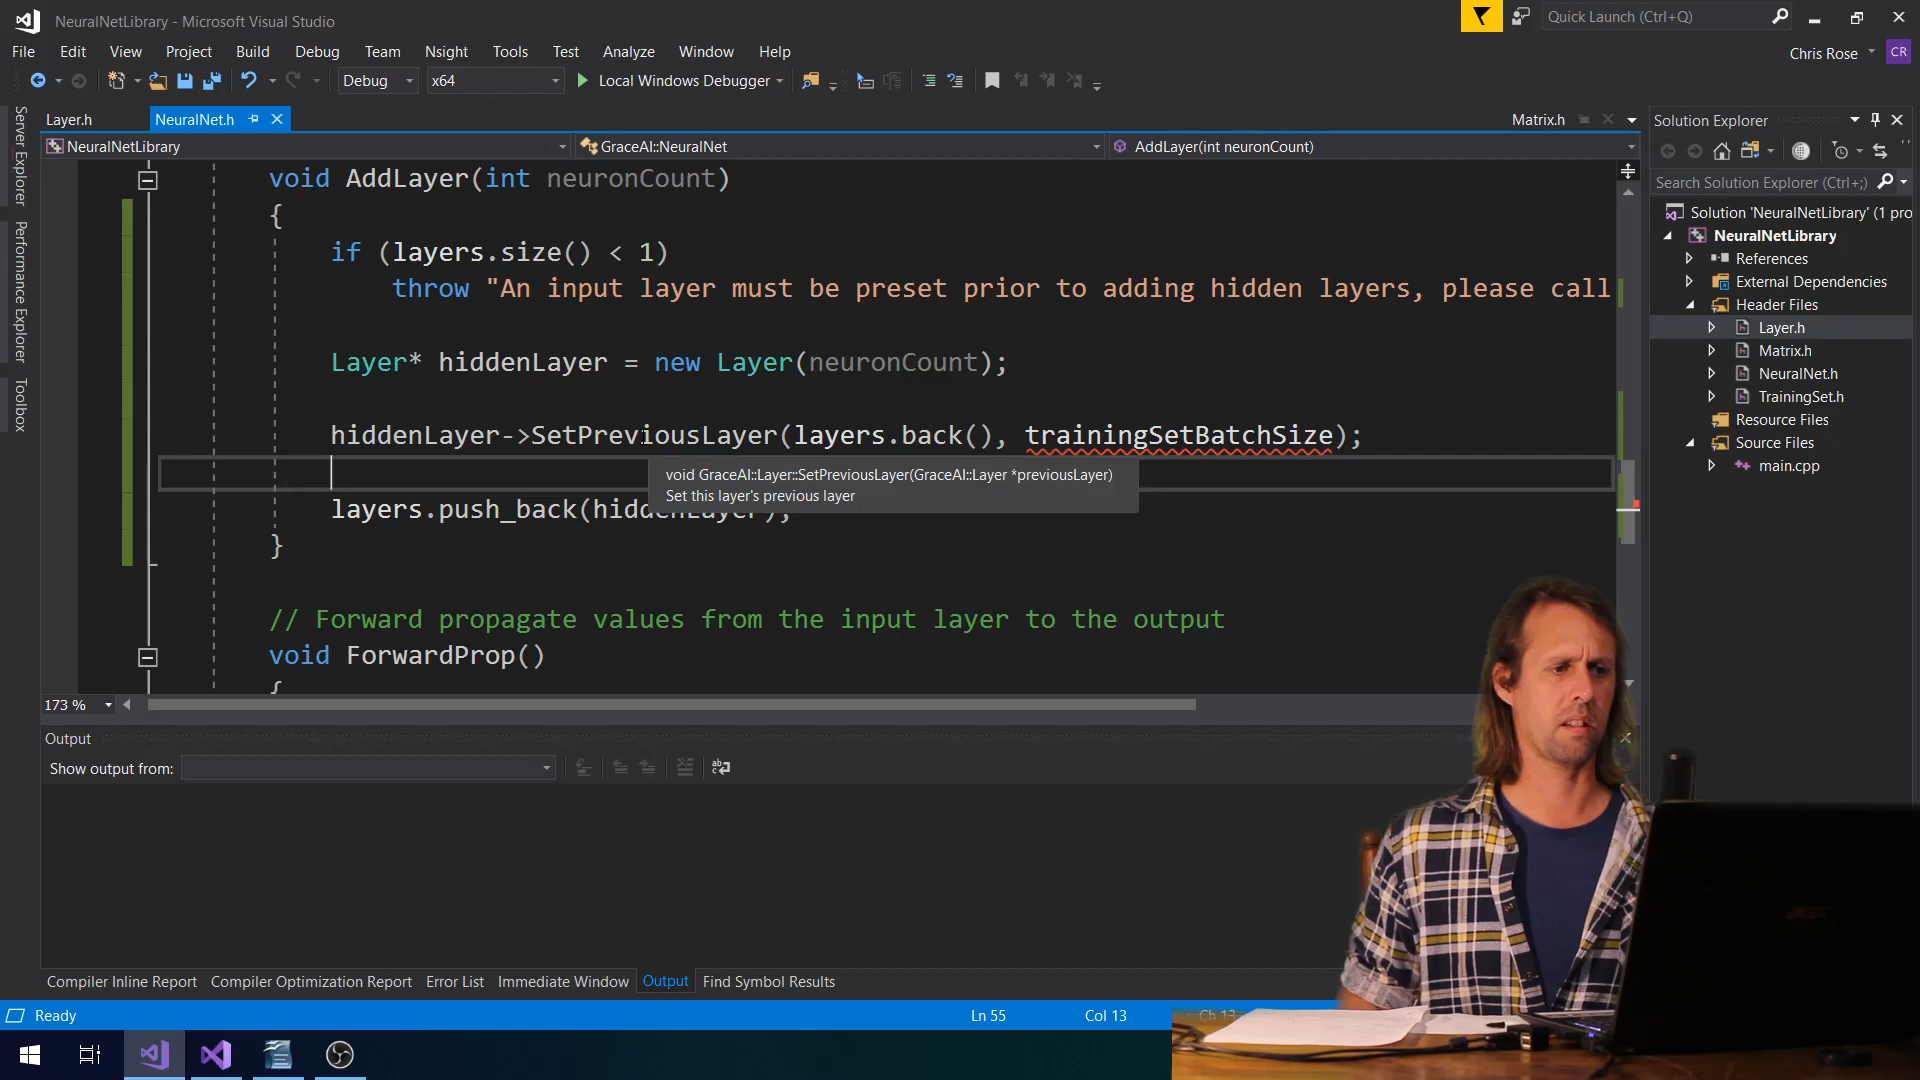 NeuralNetLibrary - Microsoft Visual Studio
Quick Launch (Ctrl+Q)
File Edit View Project Build Debug Team Nsight Tools Test Analyze Window Help
Chris Rose CR
Debug x64 Local Windows Debugger
Server Explorer
Performance Explorer
Toolbox
Layer.h NeuralNet.h Matrix.h
NeuralNetLibrary GraceAI::NeuralNet AddLayer(int neuronCount)
void AddLayer(int neuronCount)
{
if (layers.size() < 1)
throw "An input layer must be preset prior to adding hidden layers, please call
Layer* hiddenLayer = new Layer(neuronCount);
hiddenLayer->SetPreviousLayer(layers.back(), trainingSetBatchSize);
void GraceAI::Layer::SetPreviousLayer(GraceAI::Layer *previousLayer)
Set this layer's previous layer
layers.push_back(hiddenLayer);
}
// Forward propagate values from the input layer to the output
void ForwardProp()
{
173 %
Output
Show output from:
Compiler Inline Report Compiler Optimization Report Error List Immediate Window Output Find Symbol Results
Ready Ln 55 Col 13 Ch 13
Solution Explorer
Search Solution Explorer (Ctrl+;)
Solution 'NeuralNetLibrary' (1 pro
NeuralNetLibrary
References
External Dependencies
Header Files
Layer.h
Matrix.h
NeuralNet.h
TrainingSet.h
Resource Files
Source Files
main.cpp